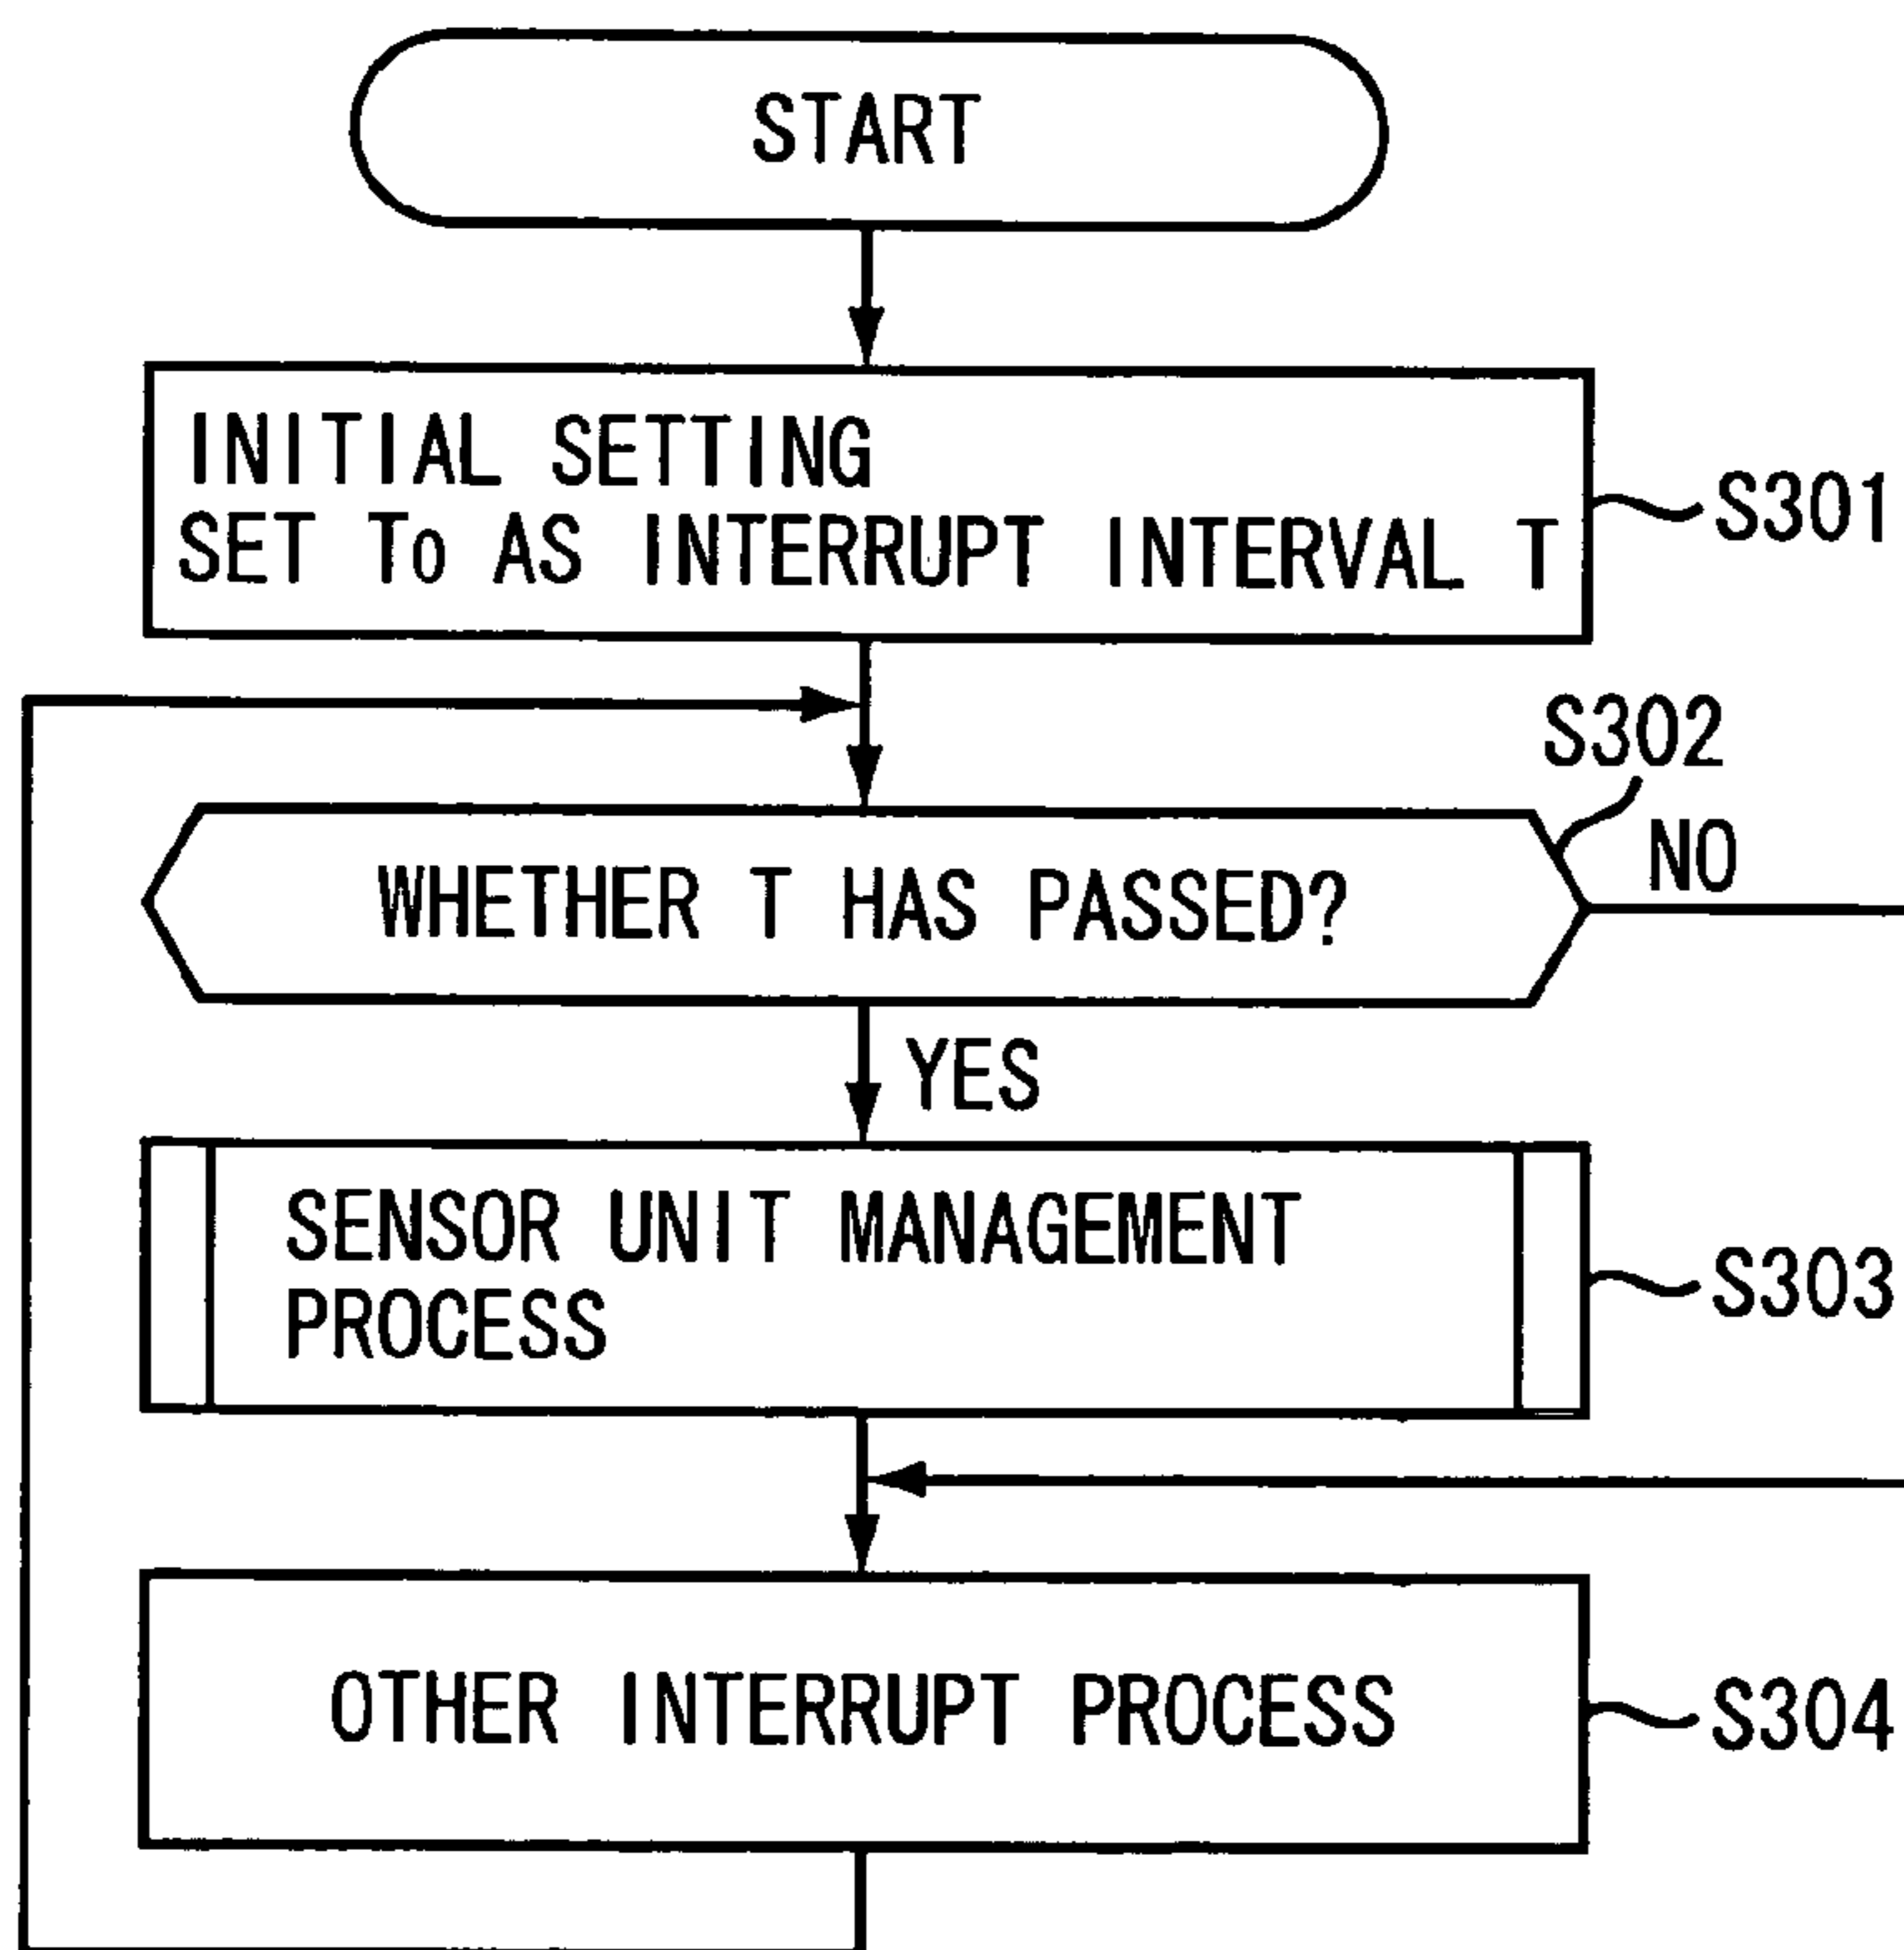 START
INITIAL SETTING
SET To AS INTERRUPT INTERVAL T
S301
S302
WHETHER T HAS PASSED?
NO
YES
SENSOR UNIT MANAGEMENT
PROCESS
S303
OTHER INTERRUPT PROCESS
S304